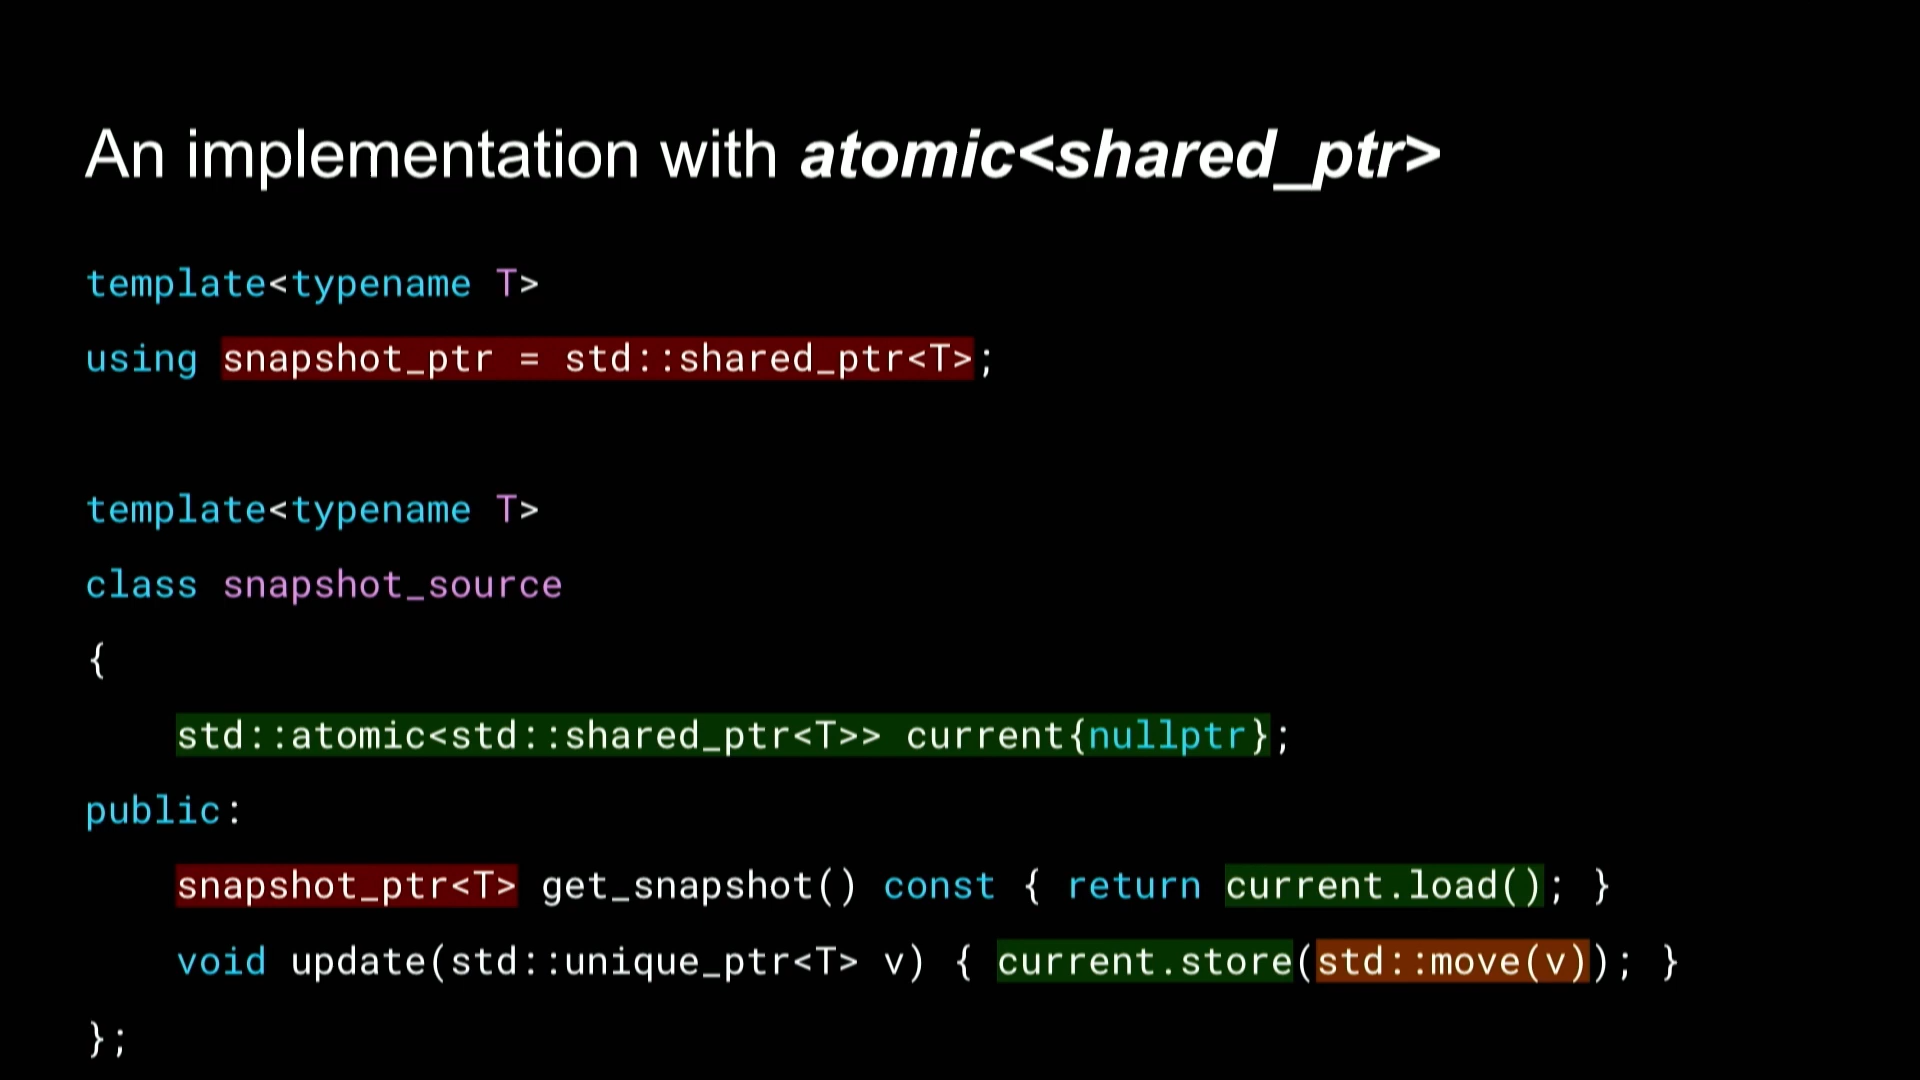 An implementation with atomic<shared_ptr>
template<typename T>
using snapshot_ptr = std::shared_ptr<T>;
template<typename T>
class snapshot_source
{
    std::atomic<std::shared_ptr<T>> current{nullptr};
public:
    snapshot_ptr<T> get_snapshot() const { return current.load(); }
    void update(std::unique_ptr<T> v) { current.store(std::move(v)); }
};